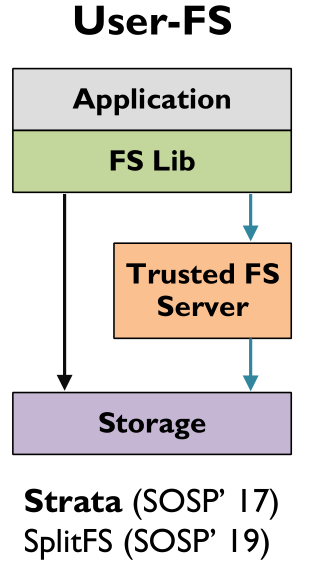 User-FS
Application
FS Lib
Trusted FS
Server
Storage
Strata (SOSP’ 17)
SplitFS (SOSP’ 19)